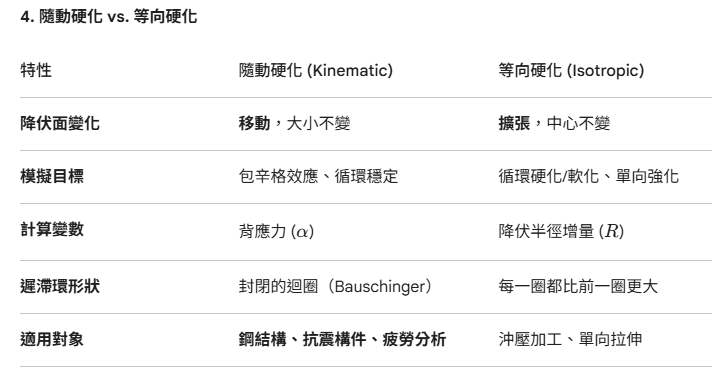 4. 隨動硬化 vs. 等向硬化
特性 隨動硬化 (Kinematic) 等向硬化 (Isotropic)
降伏面變化 移動，大小不變 擴張，中心不變
模擬目標 包辛格效應、循環穩定 循環硬化/軟化、單向強化
計算變數 背應力 (α) 降伏半徑增量 (R)
遲滯環形狀 封閉的迴圈（Bauschinger） 每一圈都比前一圈更大
適用對象 鋼結構、抗震構件、疲勞分析 沖壓加工、單向拉伸